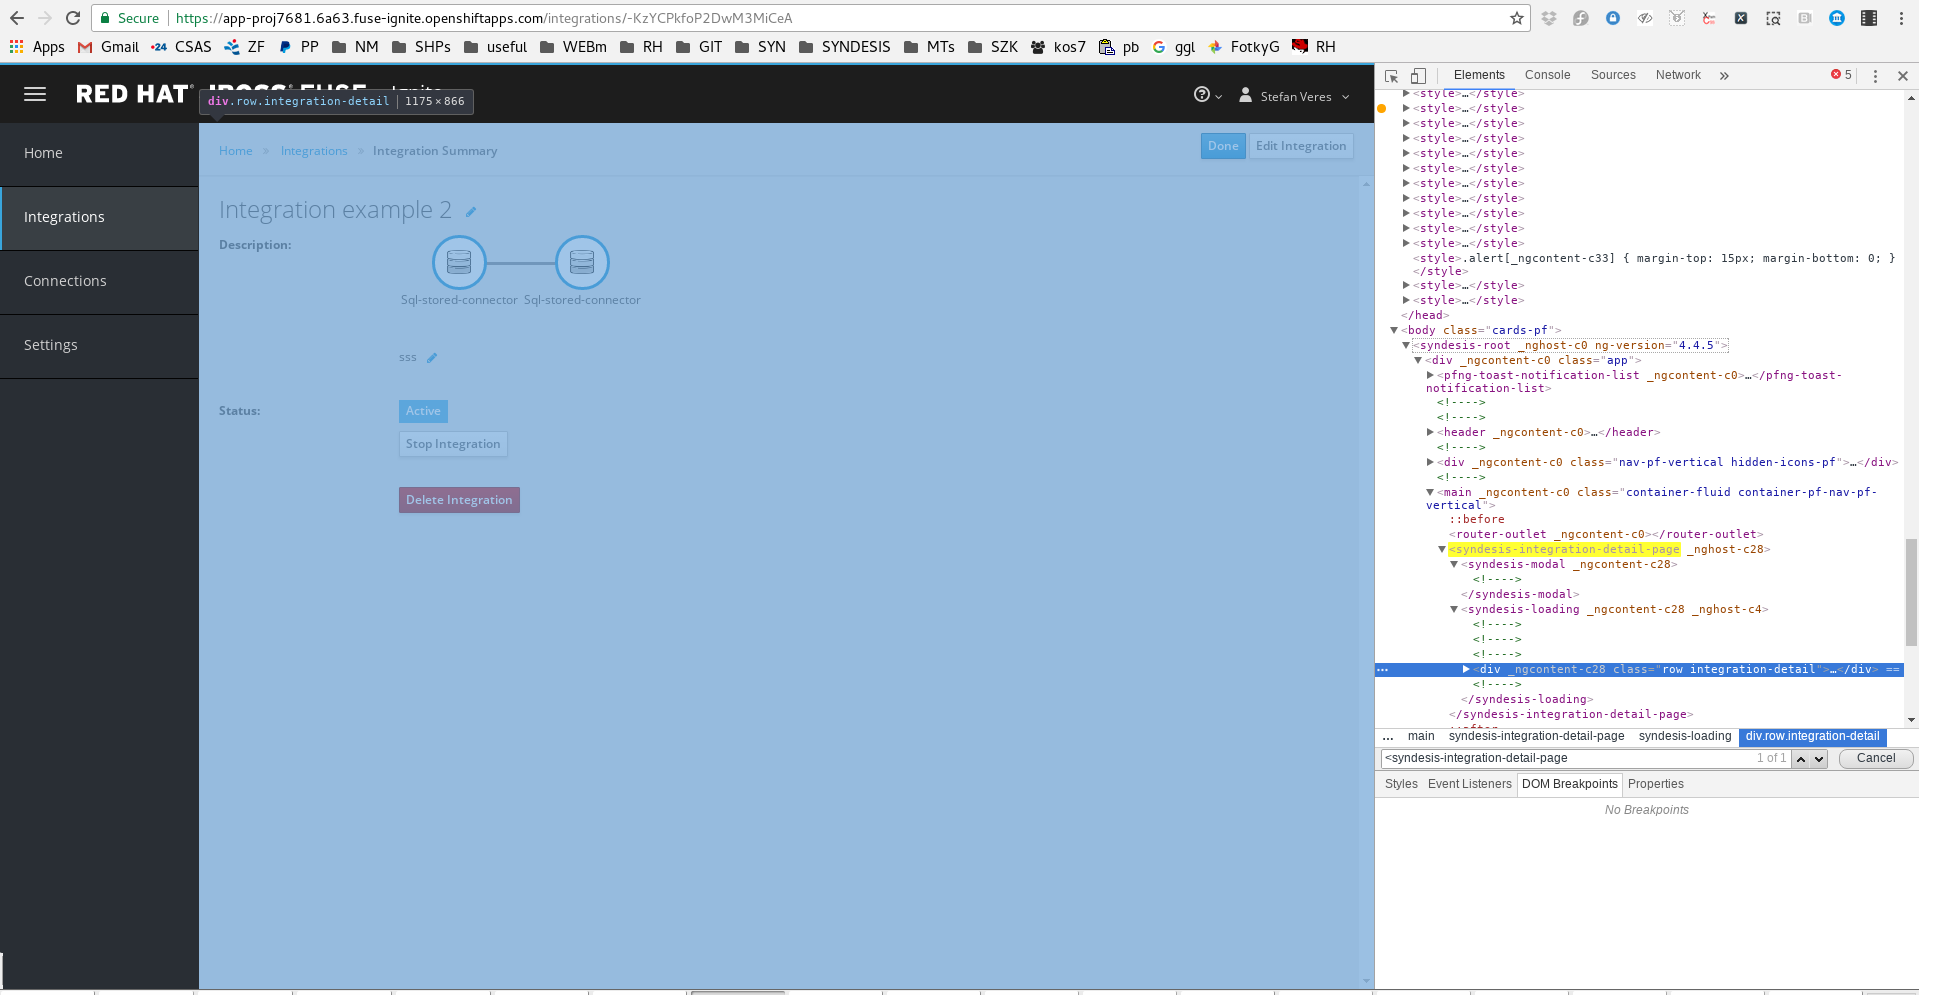 Secure https://app-proj7681.6a63.fuse-ignite.openshiftapps.com/integrations/-KzYCPkfoP2DwM3MiCeA
Apps Gmail CSAS ZF PP NM SHPs useful WEBm RH GIT SYN SYNDESIS MTs SZK kos7 pb ggl FotkyG RH
RED HAT JBOSS FUSE Ignite
div.row.integration-detail 1175×866
Stefan Veres
Home
Integrations
Connections
Settings
Home » Integrations » Integration Summary
Done Edit Integration
Integration example 2
Description:
Sql-stored-connector Sql-stored-connector
sss
Status:
Active
Stop Integration
Delete Integration
Elements Console Sources Network » 5
<style>…</style>
<style>…</style>
<style>…</style>
<style>…</style>
<style>…</style>
<style>…</style>
<style>…</style>
<style>…</style>
<style>…</style>
<style>…</style>
<style>…</style>
<style>.alert[_ngcontent-c33] { margin-top: 15px; margin-bottom: 0; }
</style>
<style>…</style>
<style>…</style>
</head>
<body class="cards-pf">
<syndesis-root _nghost-c0 ng-version="4.4.5">
<div _ngcontent-c0 class="app">
<pfng-toast-notification-list _ngcontent-c0>…</pfng-toast-
notification-list>
<!---->
<!---->
<header _ngcontent-c0>…</header>
<!---->
<div _ngcontent-c0 class="nav-pf-vertical hidden-icons-pf">…</div>
<!---->
<main _ngcontent-c0 class="container-fluid container-pf-nav-pf-
vertical">
::before
<router-outlet _ngcontent-c0></router-outlet>
<syndesis-integration-detail-page _nghost-c28>
<syndesis-modal _ngcontent-c28>
<!---->
</syndesis-modal>
<syndesis-loading _ngcontent-c28 _nghost-c4>
<!---->
<!---->
<!---->
… <div _ngcontent-c28 class="row integration-detail">…</div> ==
<!---->
</syndesis-loading>
</syndesis-integration-detail-page>
::after
… main syndesis-integration-detail-page syndesis-loading div.row.integration-detail
<syndesis-integration-detail-page 1 of 1 Cancel
Styles Event Listeners DOM Breakpoints Properties
No Breakpoints